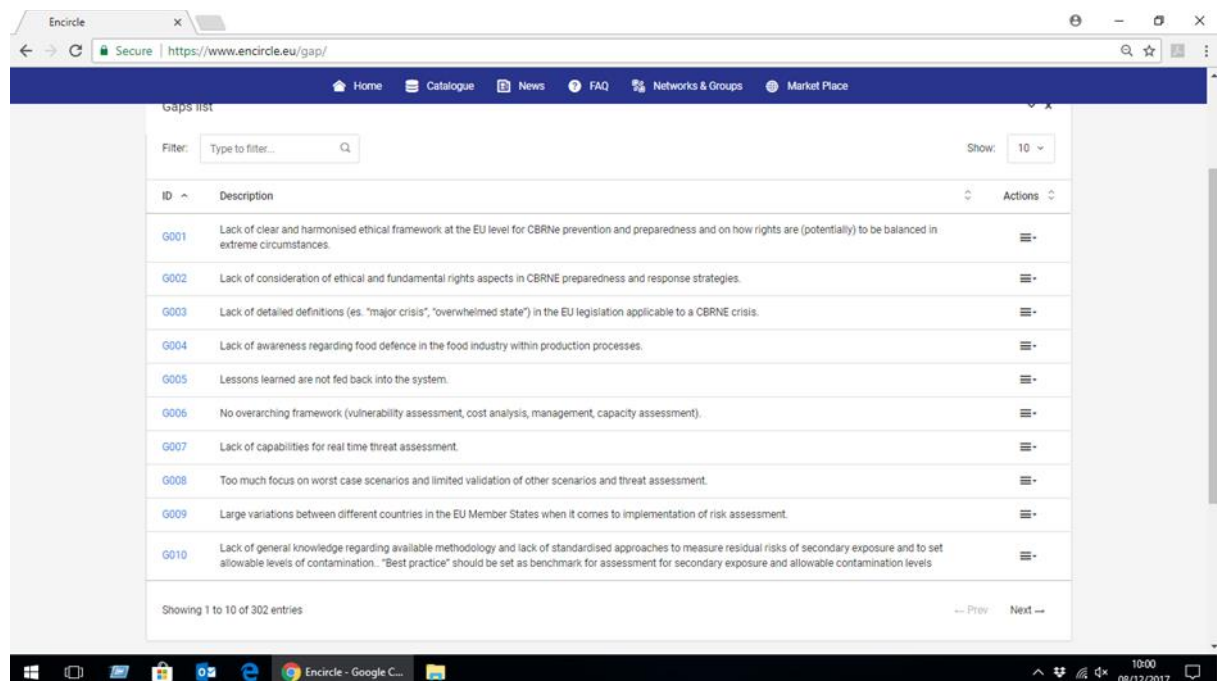 Encircle
Secure | https://www.encircle.eu/gap/
Home Catalogue News FAQ Networks & Groups Market Place
Gaps list
Filter: Type to filter... Show: 10
ID Description Actions
G001 Lack of clear and harmonised ethical framework at the EU level for CBRNe prevention and preparedness and on how rights are (potentially) to be balanced in
extreme circumstances.
G002 Lack of consideration of ethical and fundamental rights aspects in CBRNE preparedness and response strategies.
G003 Lack of detailed definitions (es. "major crisis", "overwhelmed state") in the EU legislation applicable to a CBRNE crisis.
G004 Lack of awareness regarding food defence in the food industry within production processes.
G005 Lessons learned are not fed back into the system.
G006 No overarching framework (vulnerability assessment, cost analysis, management, capacity assessment).
G007 Lack of capabilities for real time threat assessment.
G008 Too much focus on worst case scenarios and limited validation of other scenarios and threat assessment.
G009 Large variations between different countries in the EU Member States when it comes to implementation of risk assessment.
G010 Lack of general knowledge regarding available methodology and lack of standardised approaches to measure residual risks of secondary exposure and to set
allowable levels of contamination.. "Best practice" should be set as benchmark for assessment for secondary exposure and allowable contamination levels
Showing 1 to 10 of 302 entries ← Prev Next →
Encircle - Google C... 10:00
08/12/2017